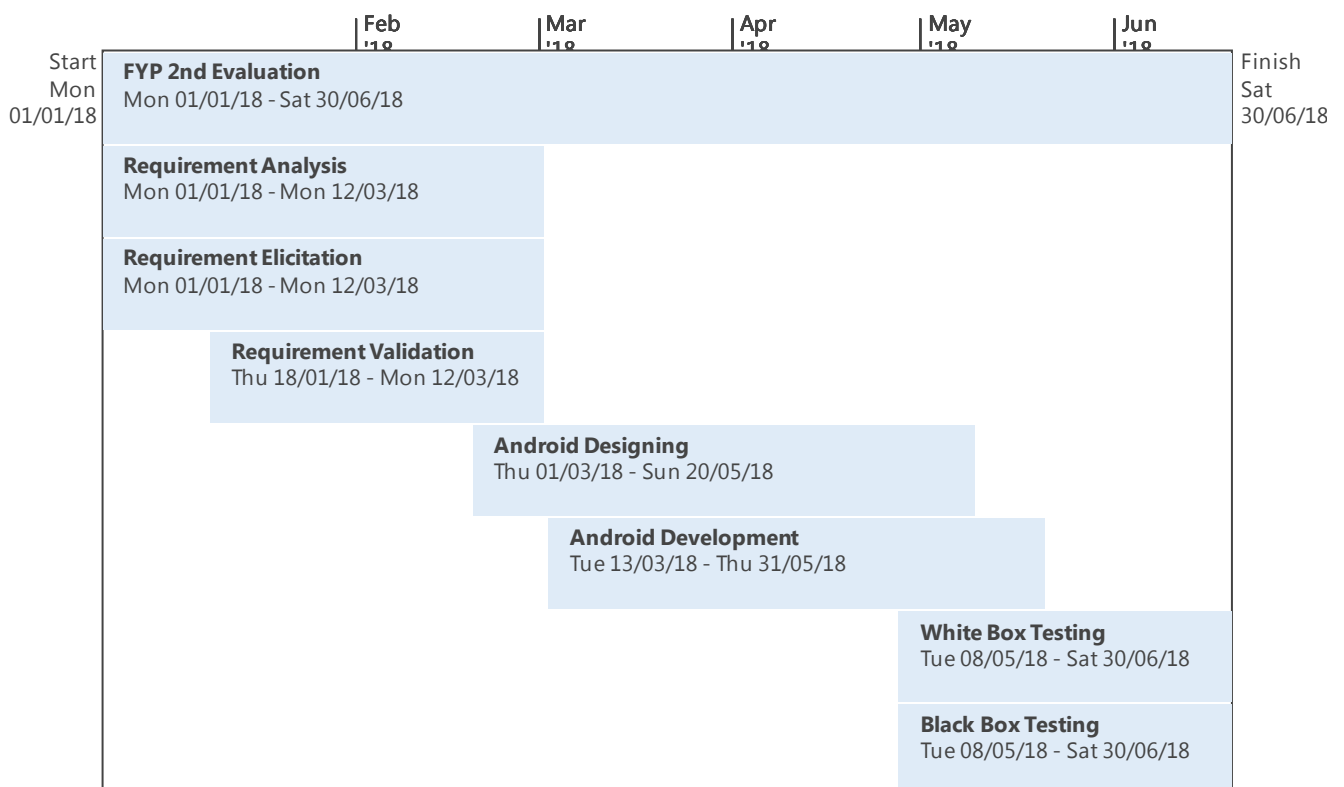 Feb
'18
Mar
'18
Apr
'18
May
'18
Jun
'18
Start
Mon
01/01/18
Finish
Sat
30/06/18
FYP 2nd Evaluation
Mon 01/01/18 - Sat 30/06/18
Requirement Analysis
Mon 01/01/18 - Mon 12/03/18
Requirement Elicitation
Mon 01/01/18 - Mon 12/03/18
Requirement Validation
Thu 18/01/18 - Mon 12/03/18
Android Designing
Thu 01/03/18 - Sun 20/05/18
Android Development
Tue 13/03/18 - Thu 31/05/18
White Box Testing
Tue 08/05/18 - Sat 30/06/18
Black Box Testing
Tue 08/05/18 - Sat 30/06/18